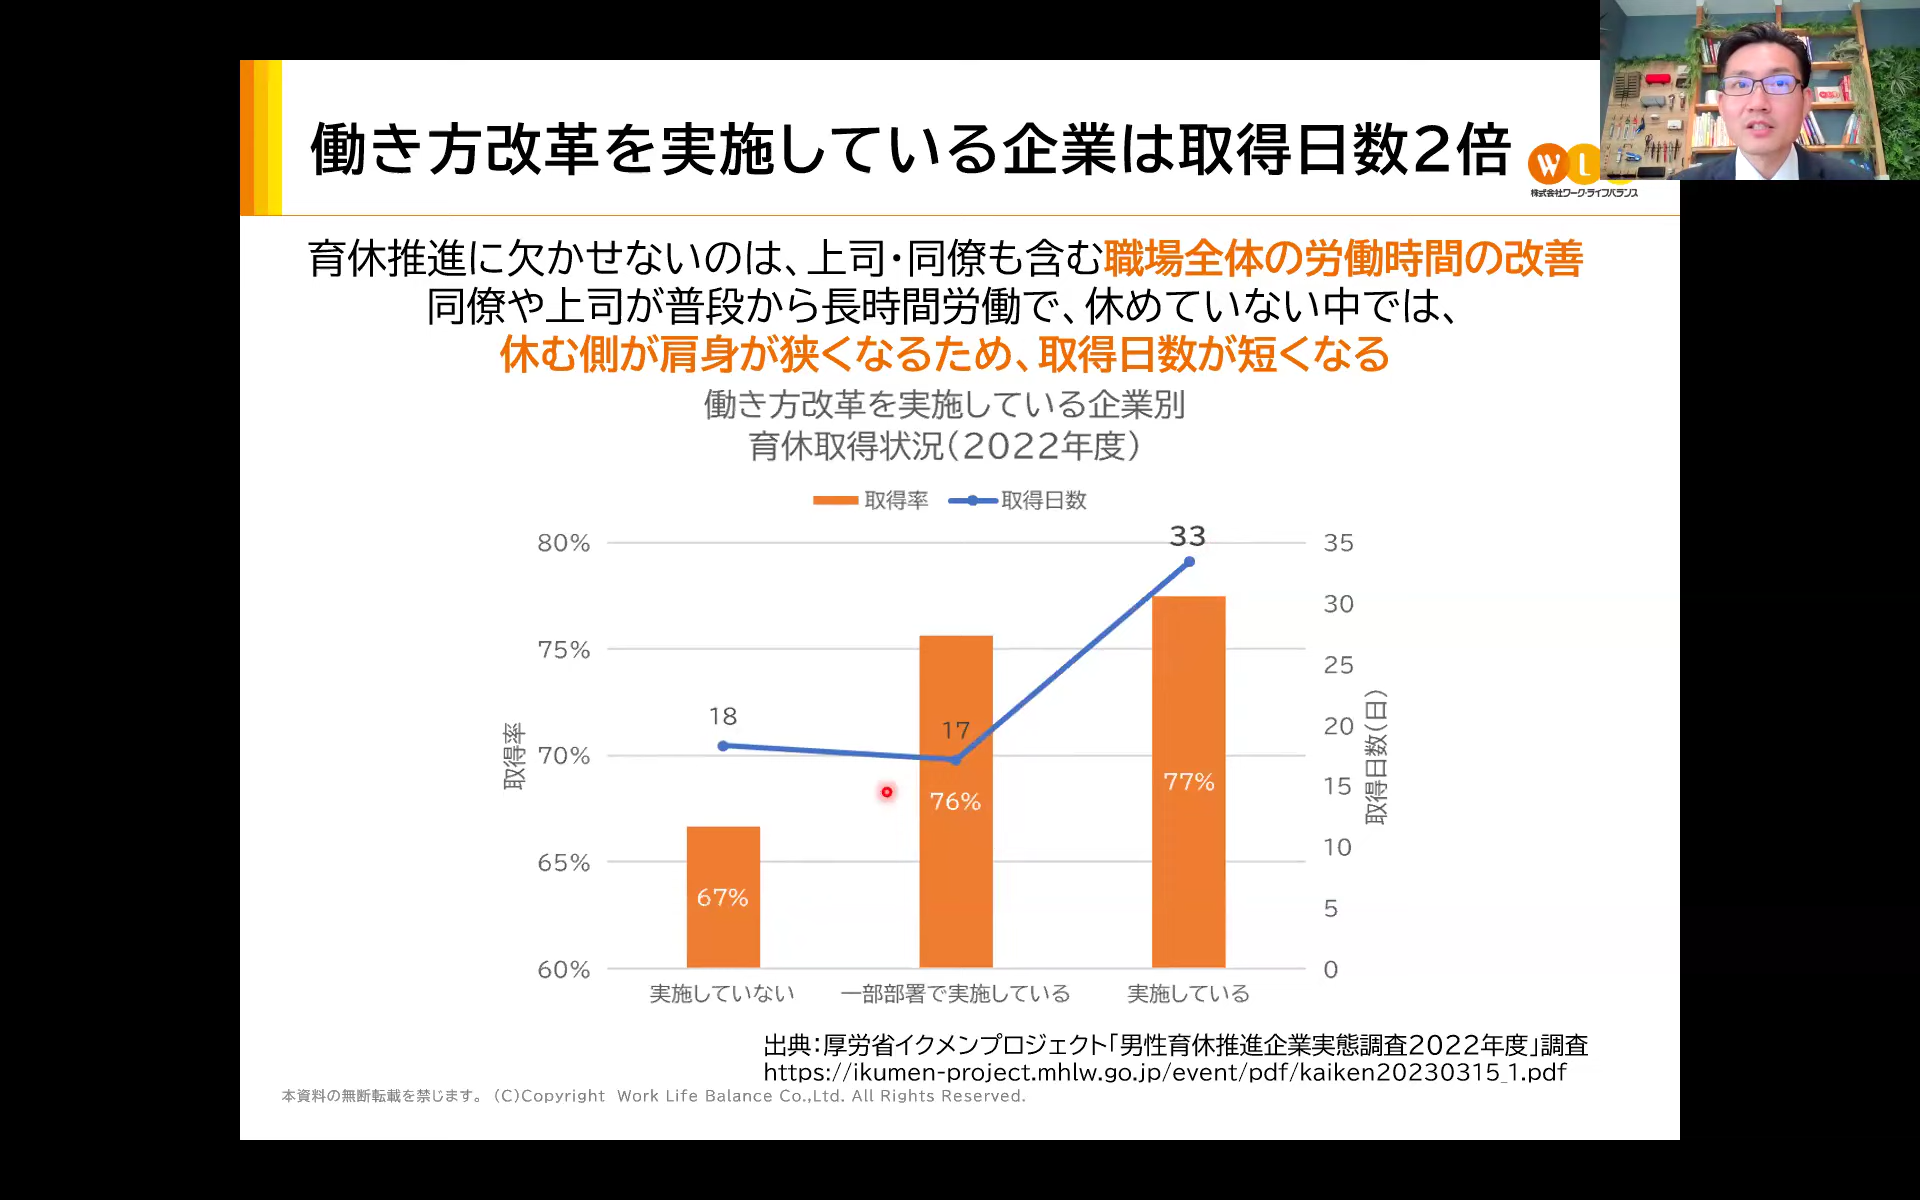 働き方改革を実施している企業は取得日数2倍
W L
株式会社ワーク・ライフバランス
育休推進に欠かせないのは、上司・同僚も含む職場全体の労働時間の改善
同僚や上司が普段から長時間労働で、休めていない中では、
休む側が肩身が狭くなるため、取得日数が短くなる
働き方改革を実施している企業別
育休取得状況(2022年度)
取得率 取得日数
80%
75%
70%
65%
60%
取得率
35
30
25
20
15
10
5
0
取得日数(日)
18
17
33
67%
76%
77%
実施していない 一部部署で実施している 実施している
出典:厚労省イクメンプロジェクト「男性育休推進企業実態調査2022年度」調査
https://ikumen-project.mhlw.go.jp/event/pdf/kaiken20230315_1.pdf
本資料の無断転載を禁じます。 (C)Copyright Work Life Balance Co.,Ltd. All Rights Reserved.